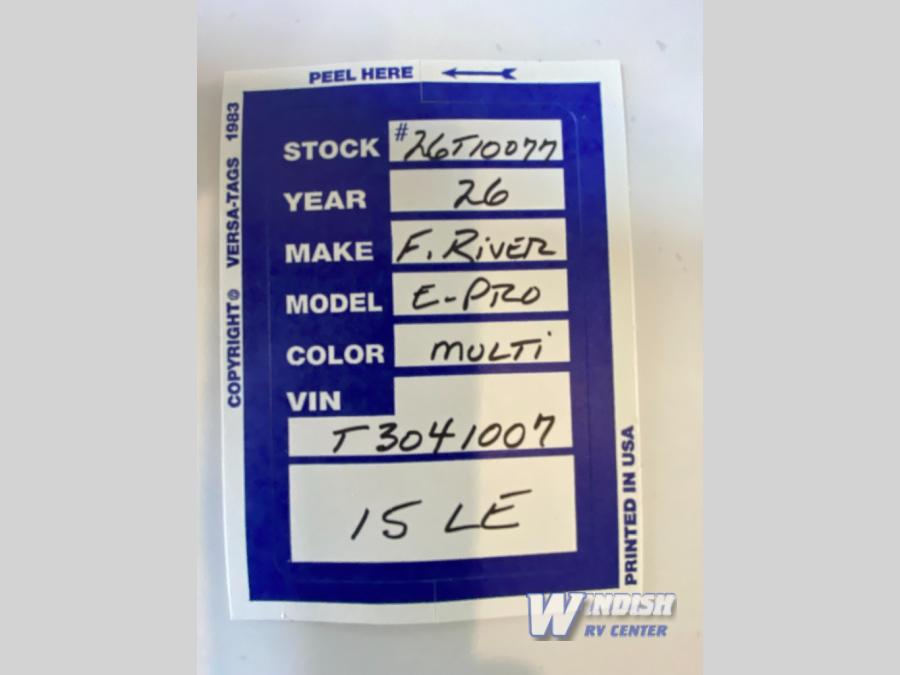 PEEL HERE
COPYRIGHT © VERSA-TAGS 1983
STOCK #26T10077
YEAR 26
MAKE F. RIVER
MODEL E-PRO
COLOR MULTI
VIN
T3041007
15 LE
PRINTED IN USA
WINDISH
RV CENTER